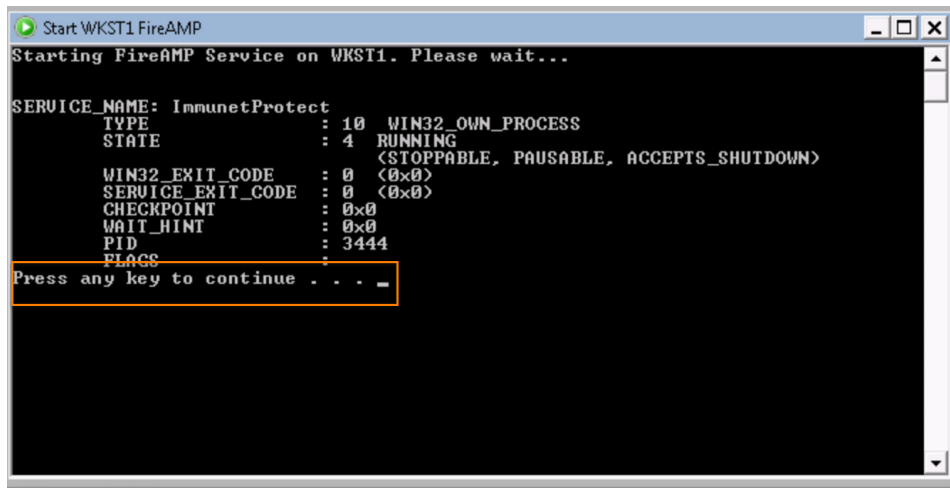 Start WKST1 FireAMP
Starting FireAMP Service on WKST1. Please wait...
SERVICE_NAME: ImmunetProtect
TYPE : 10 WIN32_OWN_PROCESS
STATE : 4 RUNNING
(STOPPABLE, PAUSABLE, ACCEPTS_SHUTDOWN)
WIN32_EXIT_CODE : 0 (0x0)
SERVICE_EXIT_CODE : 0 (0x0)
CHECKPOINT : 0x0
WAIT_HINT : 0x0
PID : 3444
FLAGS :
Press any key to continue . . .